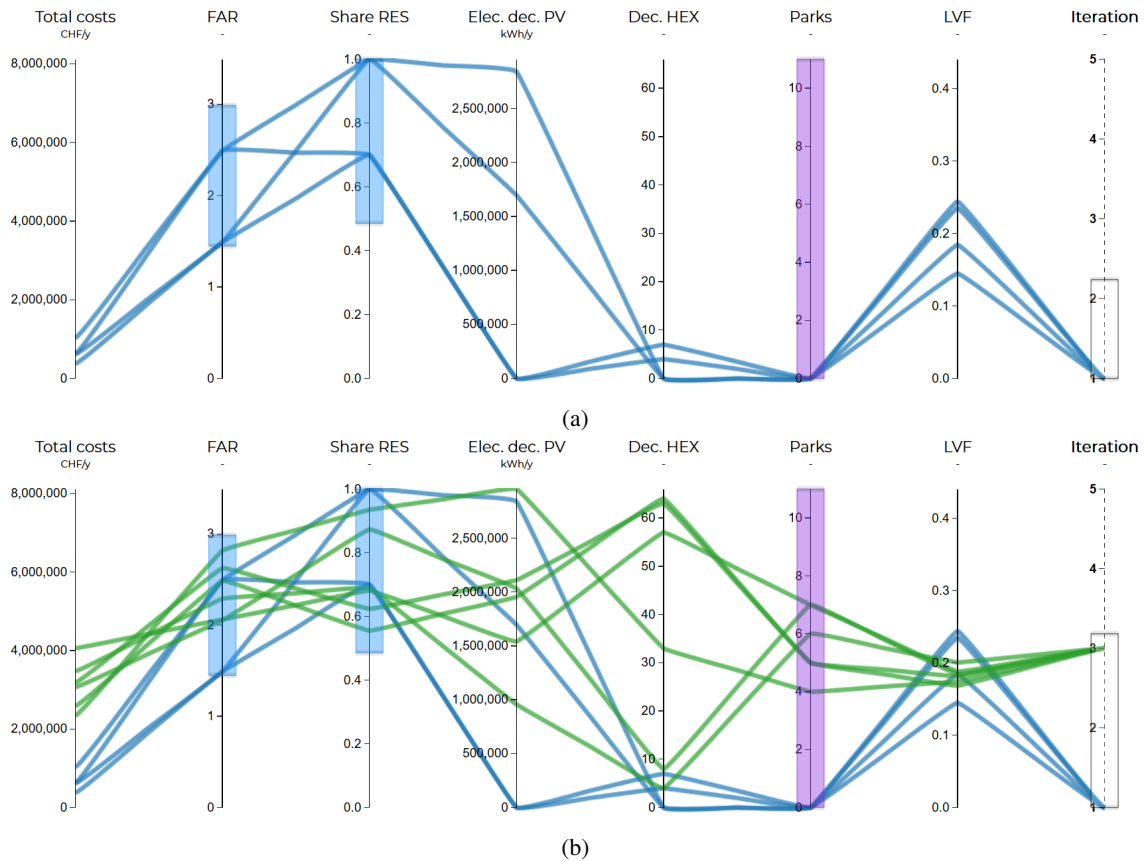 Total costs FAR Share RES Elec. dec. PV Dec. HEX Parks LVF Iteration
CHF/y - - kWh/y - - - -
8,000,000 1.0 60 10 0.4 5
3 2,500,000 50 4
6,000,000 0.8 2,000,000 8 0.3
2 0.6 1,500,000 40 6 3
4,000,000 30 0.2
0.4 1,000,000 20 4 2
2,000,000 1 0.2 500,000 10 2 0.1
0 0 0.0 0 0 0 0.0 1
(a)
Total costs FAR Share RES Elec. dec. PV Dec. HEX Parks LVF Iteration
CHF/y - - kWh/y - - - -
8,000,000 1.0 60 10 0.4 5
3 2,500,000 50 4
6,000,000 0.8 2,000,000 8 0.3
2 0.6 1,500,000 40 6 3
4,000,000 30 0.2
0.4 1,000,000 20 4 2
2,000,000 1 0.2 500,000 10 2 0.1
0 0 0.0 0 0 0 0.0 1
(b)